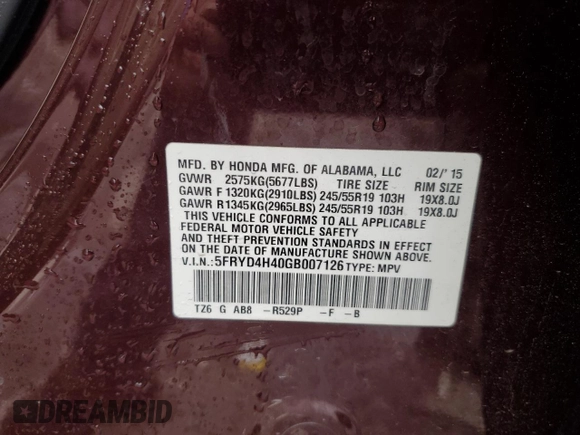 MFD. BY HONDA MFG. OF ALABAMA, LLC 02/'15
GVWR 2575KG(5677LBS) TIRE SIZE RIM SIZE
GAWR F 1320KG(2910LBS) 245/55R19 103H 19X8.0J
GAWR R1345KG(2965LBS) 245/55R19 103H 19X8.0J
THIS VEHICLE CONFORMS TO ALL APPLICABLE
FEDERAL MOTOR VEHICLE SAFETY AND
THEFT PREVENTION STANDARDS IN EFFECT
ON THE DATE OF MANUFACTURE SHOWN ABOVE.
V.I.N.:5FRYD4H40GB007126 TYPE: MPV
TZ6 G AB8 -R529P -F -B
DREAMBID